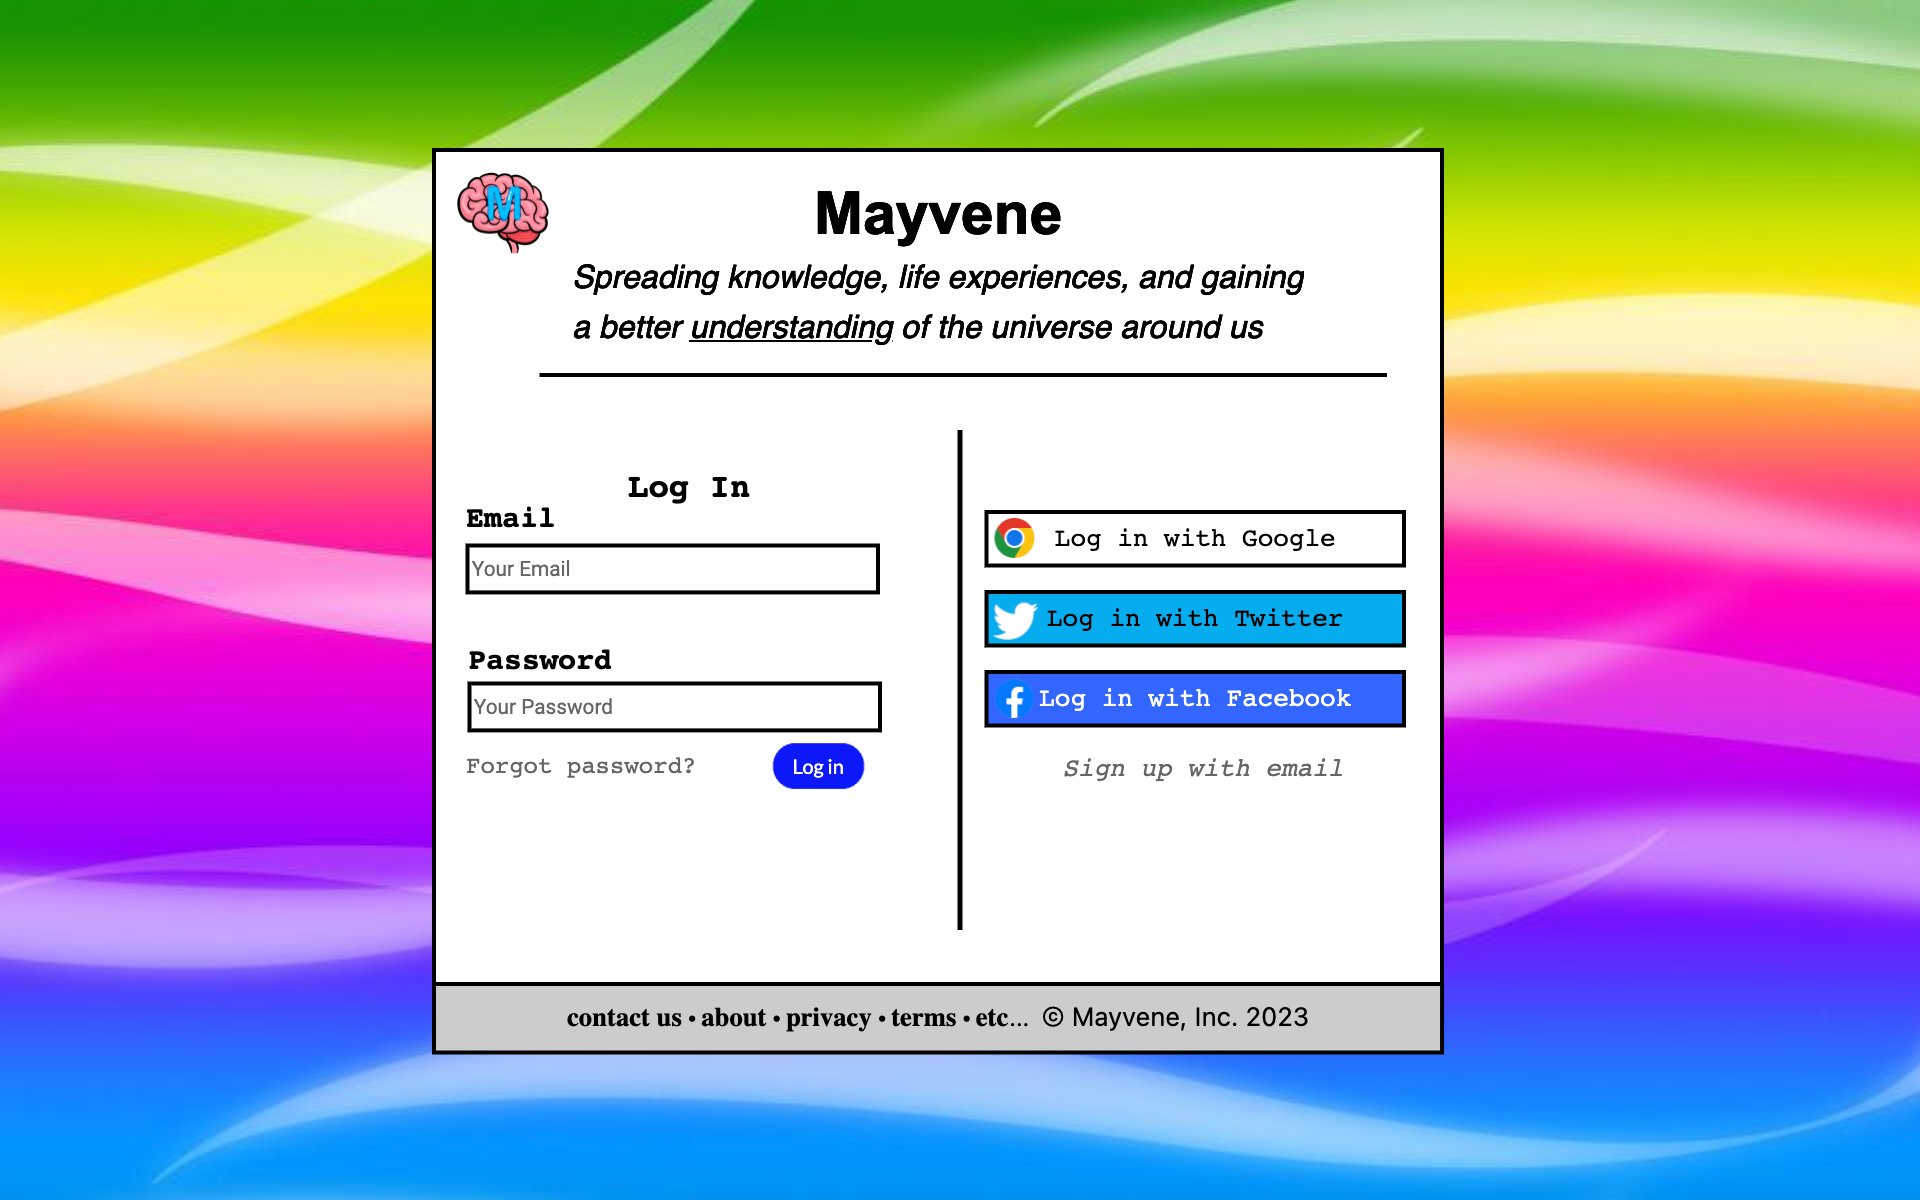 M
Mayvene
Spreading knowledge, life experiences, and gaining
a better understanding of the universe around us
Log In
Email
Your Email
Password
Your Password
Forgot password?
Log in
Log in with Google
Log in with Twitter
Log in with Facebook
Sign up with email
contact us • about • privacy • terms • etc... © Mayvene, Inc. 2023